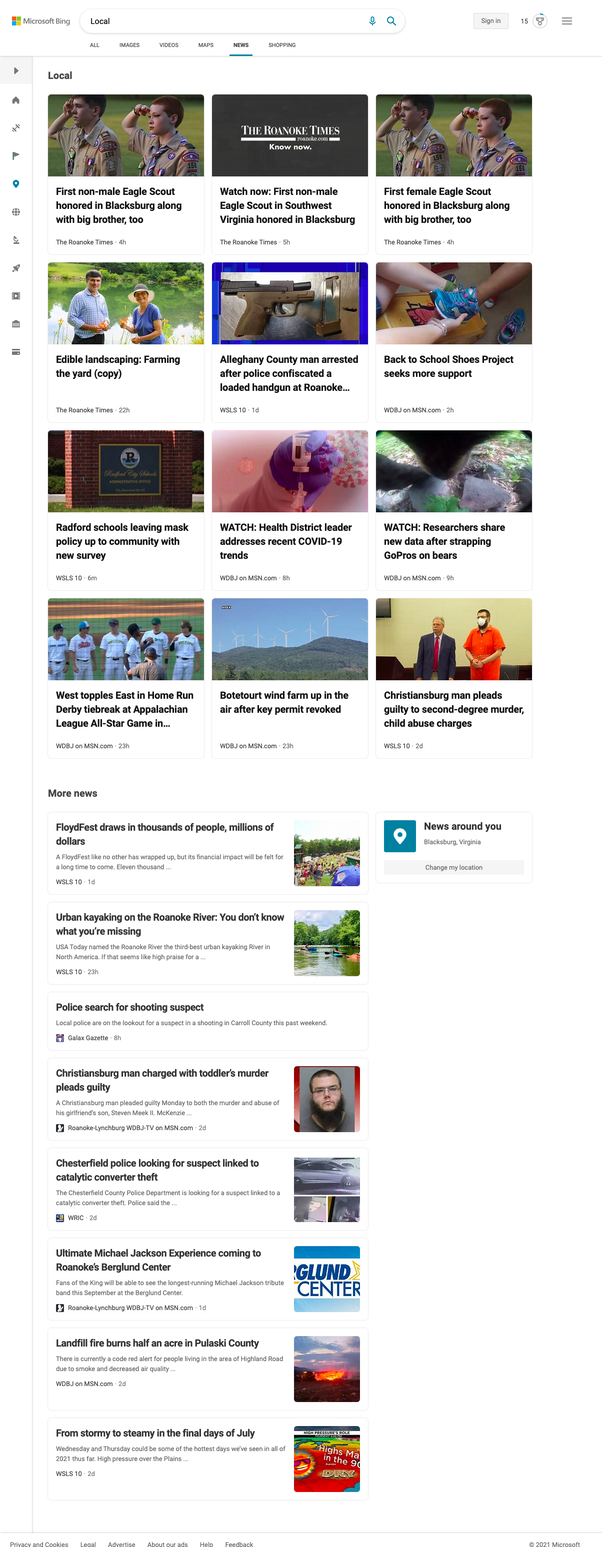 Microsoft Bing
Local
Sign in
15
ALL
IMAGES
VIDEOS
MAPS
NEWS
SHOPPING
Local
First non-male Eagle Scout
honored in Blacksburg along
with big brother, too
The Roanoke Times · 4h
THE ROANOKE TIMES
roanoke.com
Know now.
Watch now: First non-male
Eagle Scout in Southwest
Virginia honored in Blacksburg
The Roanoke Times · 5h
First female Eagle Scout
honored in Blacksburg along
with big brother, too
The Roanoke Times · 4h
Edible landscaping: Farming
the yard (copy)
The Roanoke Times · 22h
Alleghany County man arrested
after police confiscated a
loaded handgun at Roanoke...
WSLS 10 · 1d
Back to School Shoes Project
seeks more support
WDBJ on MSN.com · 2h
R
Radford City Schools
Radford schools leaving mask
policy up to community with
new survey
WSLS 10 · 6m
WATCH: Health District leader
addresses recent COVID-19
trends
WDBJ on MSN.com · 8h
WATCH: Researchers share
new data after strapping
GoPros on bears
WDBJ on MSN.com · 9h
West topples East in Home Run
Derby tiebreak at Appalachian
League All-Star Game in...
WDBJ on MSN.com · 23h
Botetourt wind farm up in the
air after key permit revoked
WDBJ on MSN.com · 23h
Christiansburg man pleads
guilty to second-degree murder,
child abuse charges
WSLS 10 · 2d
More news
FloydFest draws in thousands of people, millions of
dollars
A FloydFest like no other has wrapped up, but its financial impact will be felt for
a long time to come. Eleven thousand ...
WSLS 10 · 1d
News around you
Blacksburg, Virginia
Change my location
Urban kayaking on the Roanoke River: You don't know
what you're missing
USA Today named the Roanoke River the third-best urban kayaking River in
North America. If that seems like high praise for a ...
WSLS 10 · 23h
Police search for shooting suspect
Local police are on the lookout for a suspect in a shooting in Carroll County this past weekend.
Galax Gazette · 8h
Christiansburg man charged with toddler's murder
pleads guilty
A Christiansburg man pleaded guilty Monday to both the murder and abuse of
his girlfriend's son, Steven Meek II. McKenzie ...
Roanoke-Lynchburg WDBJ-TV on MSN.com · 2d
Chesterfield police looking for suspect linked to
catalytic converter theft
The Chesterfield County Police Department is looking for a suspect linked to a
catalytic converter theft. Police said the ...
WRIC · 2d
Ultimate Michael Jackson Experience coming to
Roanoke's Berglund Center
Fans of the King will be able to see the longest-running Michael Jackson tribute
band this September at the Berglund Center.
Roanoke-Lynchburg WDBJ-TV on MSN.com · 1d
RGLUND
CENTER
Landfill fire burns half an acre in Pulaski County
There is currently a code red alert for people living in the area of Highland Road
due to smoke and decreased air quality ...
WDBJ on MSN.com · 2d
From stormy to steamy in the final days of July
Wednesday and Thursday could be some of the hottest days we've seen in all of
2021 thus far. High pressure over the Plains ...
WSLS 10 · 2d
HIGH PRESSURE'S ROLE
Highs Ma
in the 90
DRY
Privacy and Cookies
Legal
Advertise
About our ads
Help
Feedback
© 2021 Microsoft